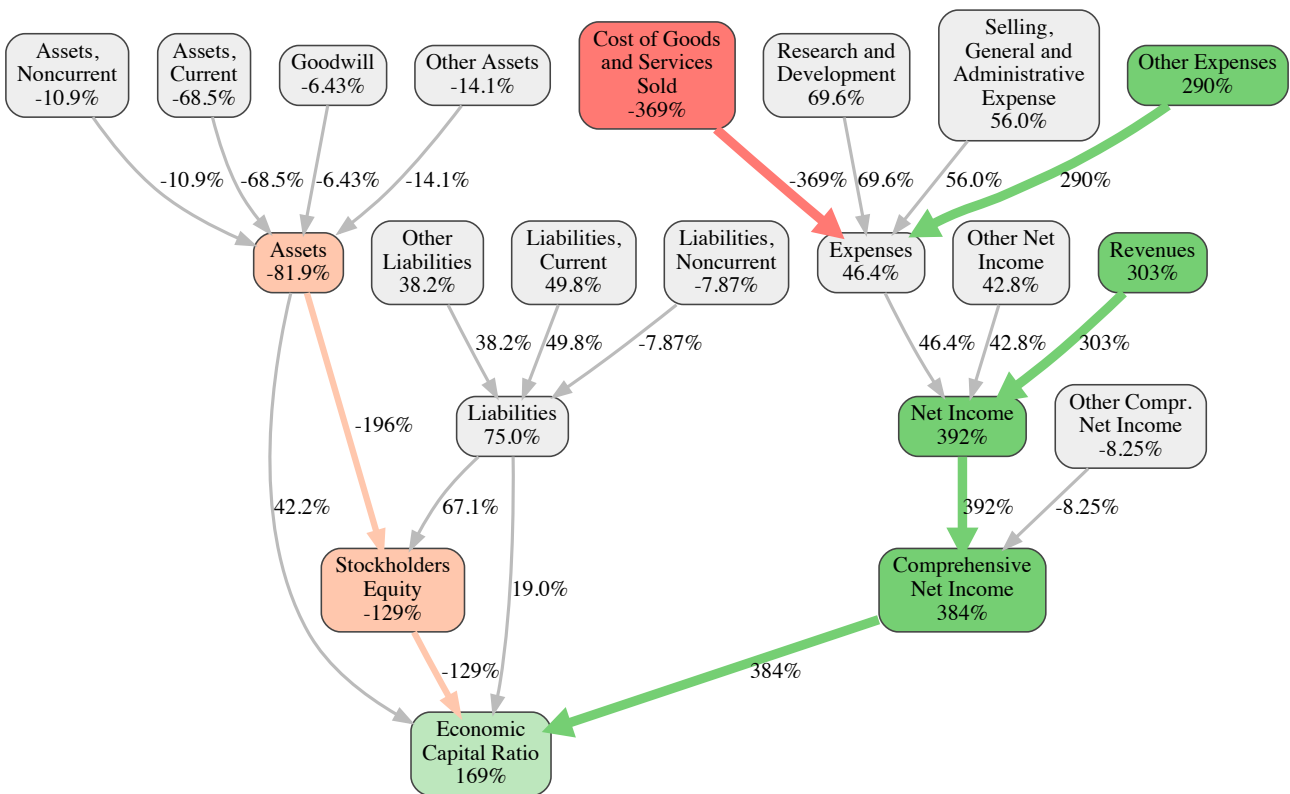 Assets,
Noncurrent
-10.9%
Assets,
Current
-68.5%
Goodwill
-6.43%
Other Assets
-14.1%
Cost of Goods
and Services
Sold
-369%
Research and
Development
69.6%
Selling,
General and
Administrative
Expense
56.0%
Other Expenses
290%
-10.9%
-68.5%
-6.43%
-14.1%
-369%
69.6%
56.0%
290%
Assets
-81.9%
Other
Liabilities
38.2%
Liabilities,
Current
49.8%
Liabilities,
Noncurrent
-7.87%
Expenses
46.4%
Other Net
Income
42.8%
Revenues
303%
38.2%
49.8%
-7.87%
46.4%
42.8%
303%
-196%
Liabilities
75.0%
Net Income
392%
Other Compr.
Net Income
-8.25%
42.2%
67.1%
392%
-8.25%
Stockholders
Equity
-129%
19.0%
Comprehensive
Net Income
384%
-129%
384%
Economic
Capital Ratio
169%